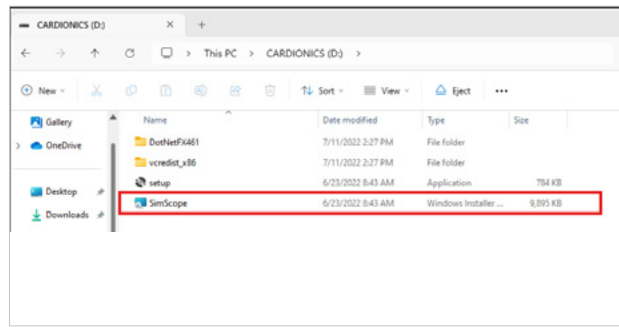 CARDIONICS (D:)
This PC > CARDIONICS (D:) >
New Sort View Eject ...
Gallery Name Date modified Type Size
DotNetFX461 7/11/2022 2:27 PM File folder
OneDrive vcredist_x86 7/11/2022 2:27 PM File folder
setup 6/23/2022 8:43 AM Application 784 KB
Desktop SimScope 6/23/2022 8:43 AM Windows Installer ... 9,895 KB
Downloads